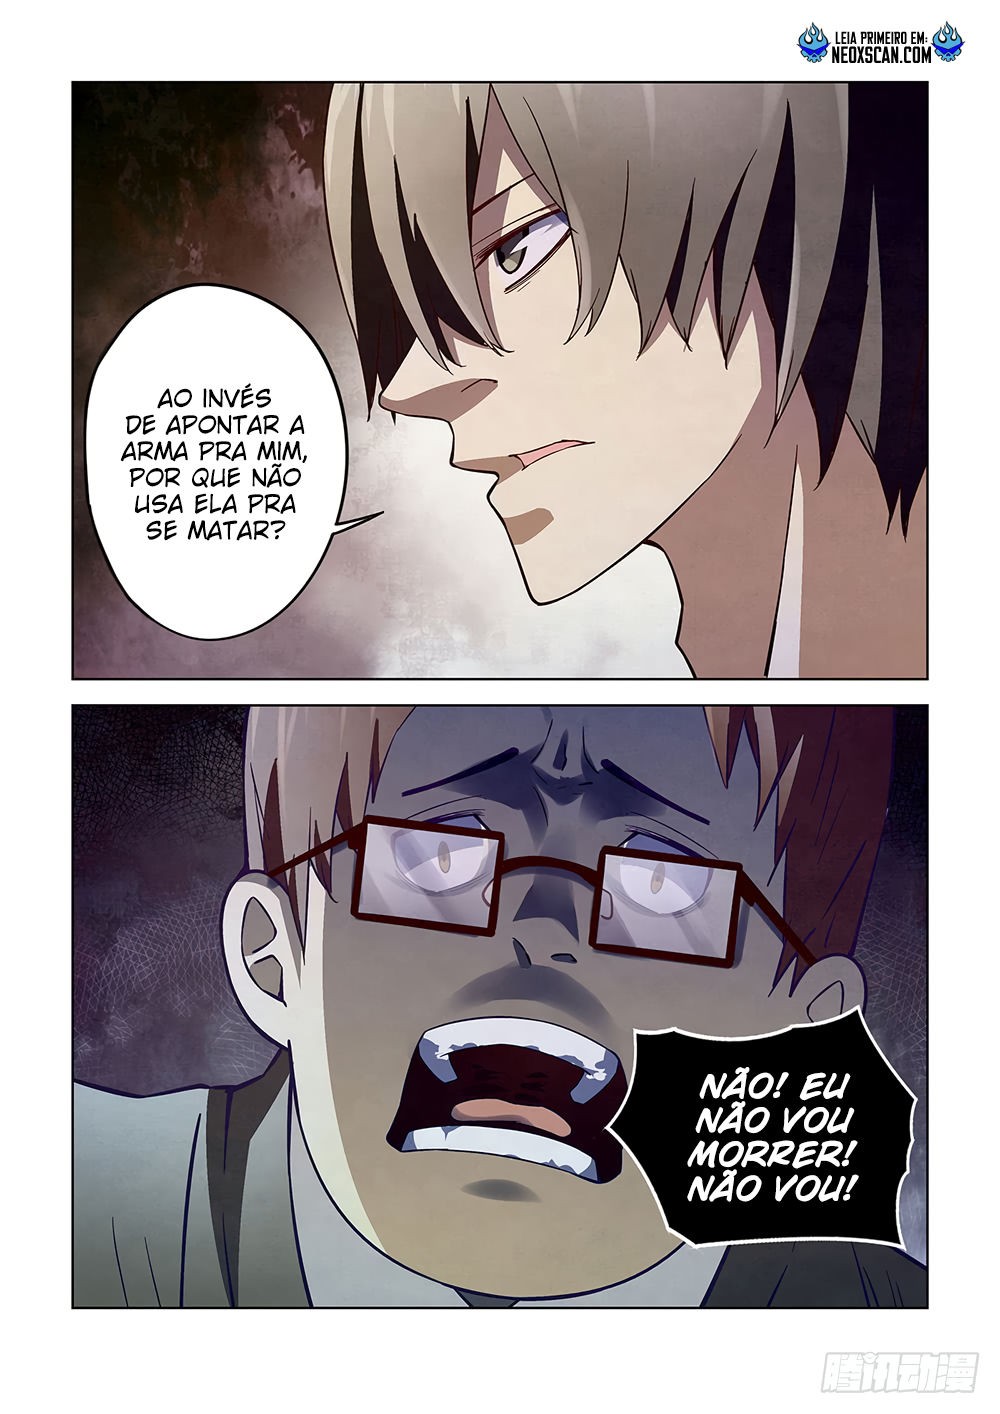 LEIA PRIMEIRO EM:
NEOXSCAN.COM
AO INVÉS
DE APONTAR A
ARMA PRA MIM,
POR QUE NÃO
USA ELA PRA
SE MATAR?
NÃO! EU
NÃO VOU
MORRER!
NÃO VOU!
腾讯动漫